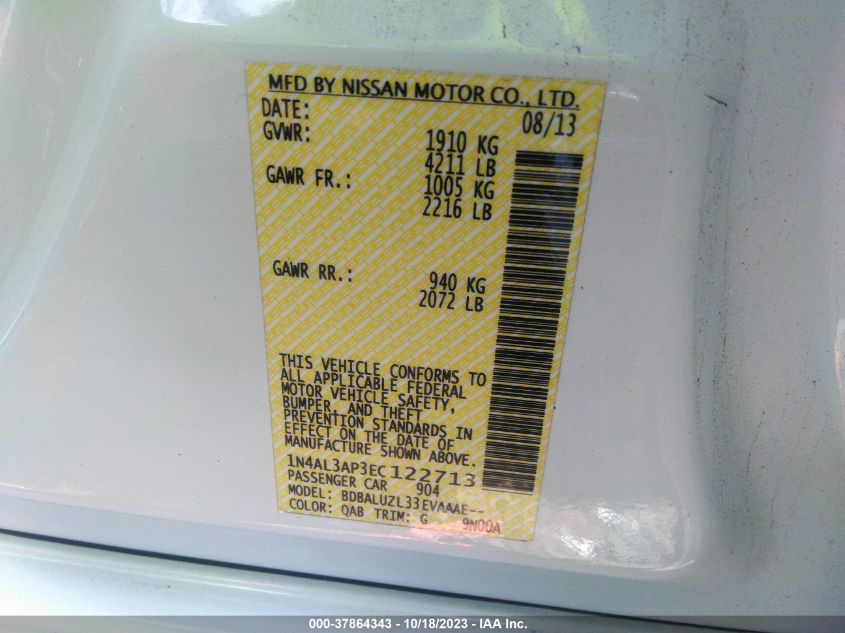 MFD BY NISSAN MOTOR CO., LTD.
DATE: 08/13
GVWR: 1910 KG
4211 LB
GAWR FR.: 1005 KG
2216 LB
GAWR RR.: 940 KG
2072 LB
THIS VEHICLE CONFORMS TO
ALL APPLICABLE FEDERAL
MOTOR VEHICLE SAFETY,
BUMPER, AND THEFT
PREVENTION STANDARDS IN
EFFECT ON THE DATE OF
MANUFACTURE SHOWN ABOVE.
1N4AL3AP3EC122713
PASSENGER CAR 904
MODEL: BDBALUZL33EVAAAE--
COLOR: QAB TRIM: G 9N00A
000-37864343 - 10/18/2023 - IAA Inc.